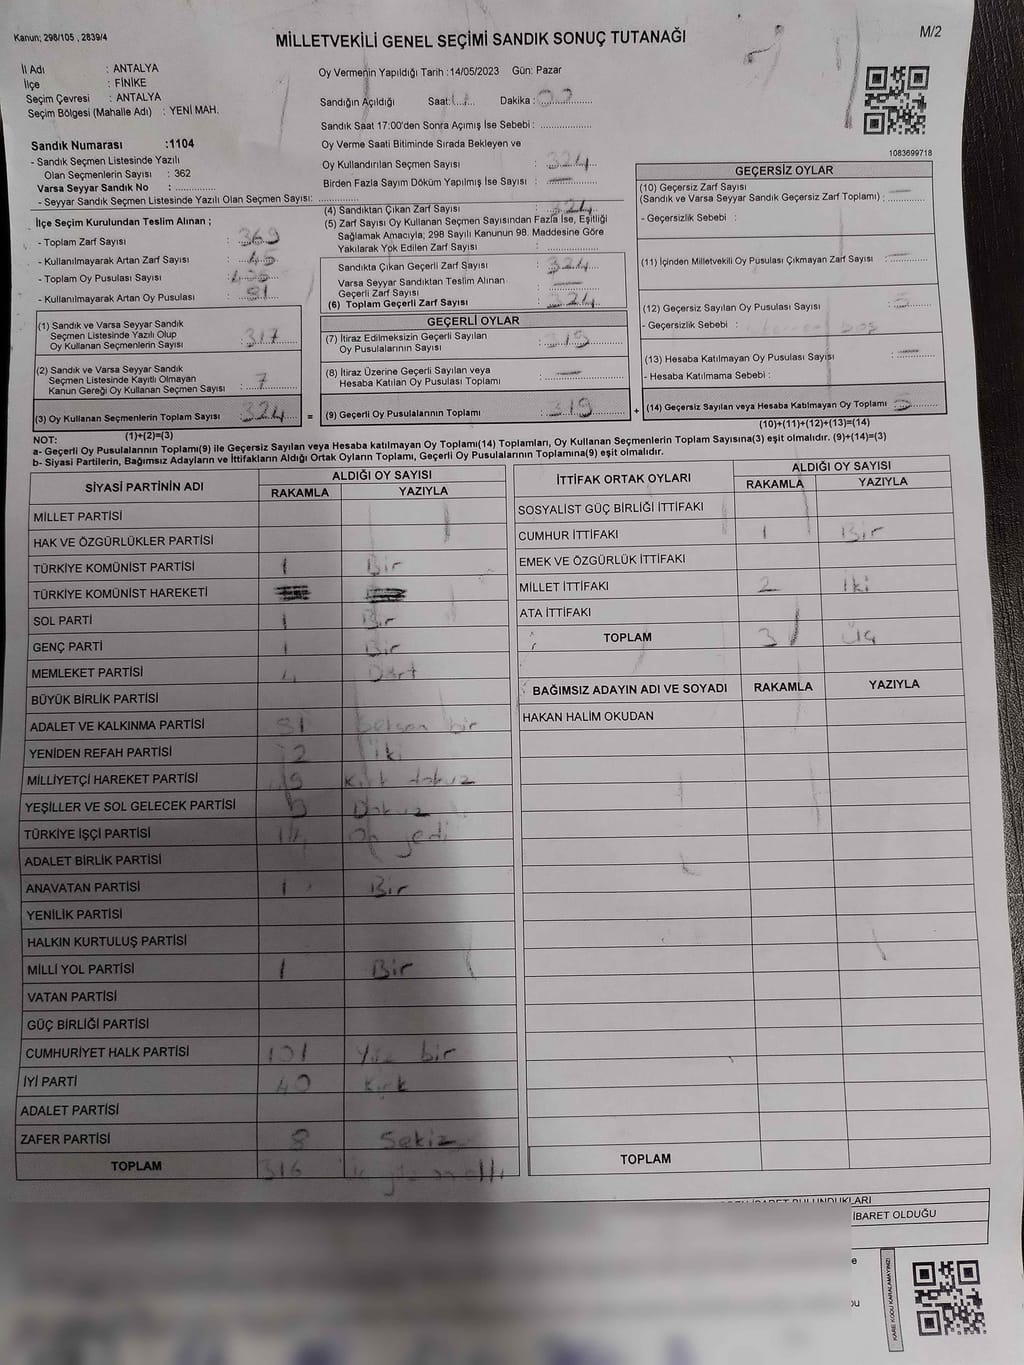 Kanun; 298/105 , 2839/4
MİLLETVEKİLİ GENEL SEÇİMİ SANDIK SONUÇ TUTANAĞI
M/2
İl Adı : ANTALYA
İlçe : FİNİKE
Seçim Çevresi : ANTALYA
Seçim Bölgesi (Mahalle Adı) : YENİ MAH.
Oy Vermenin Yapıldığı Tarih :14/05/2023 Gün: Pazar
Sandığın Açıldığı Saat: Dakika :
Sandık Saat 17:00'den Sonra Açımış İse Sebebi :
1083699718
Sandık Numarası :1104
- Sandık Seçmen Listesinde Yazılı
Olan Seçmenlerin Sayısı : 362
Varsa Seyyar Sandık No :
- Seyyar Sandık Seçmen Listesinde Yazılı Olan Seçmen Sayısı:
Oy Verme Saati Bitiminde Sırada Bekleyen ve
Oy Kullandırılan Seçmen Sayısı : 324
Birden Fazla Sayım Döküm Yapılmış İse Sayısı : —
İlçe Seçim Kurulundan Teslim Alınan ;
- Toplam Zarf Sayısı : 369
- Kullanılmayarak Artan Zarf Sayısı : 45
- Toplam Oy Pusulası Sayısı :
- Kullanılmayarak Artan Oy Pusulası :
(4) Sandıktan Çıkan Zarf Sayısı : 324
(5) Zarf Sayısı Oy Kullanan Seçmen Sayısından Fazla İse, Eşitliği
Sağlamak Amacıyla; 298 Sayılı Kanunun 98. Maddesine Göre
Yakılarak Yok Edilen Zarf Sayısı :
Sandıkta Çıkan Geçerli Zarf Sayısı : 324
Varsa Seyyar Sandıktan Teslim Alınan
Geçerli Zarf Sayısı : —
(6) Toplam Geçerli Zarf Sayısı : 324
(1) Sandık ve Varsa Seyyar Sandık
Seçmen Listesinde Yazılı Olup
Oy Kullanan Seçmenlerin Sayısı : 317
(2) Sandık ve Varsa Seyyar Sandık
Seçmen Listesinde Kayıtlı Olmayan
Kanun Gereği Oy Kullanan Seçmen Sayısı : 7
(3) Oy Kullanan Seçmenlerin Toplam Sayısı : 324 =
GEÇERLİ OYLAR
(7) İtiraz Edilmeksizin Geçerli Sayılan
Oy Pusulalarının Sayısı : 319
(8) İtiraz Üzerine Geçerli Sayılan veya
Hesaba Katılan Oy Pusulası Toplamı : —
(9) Geçerli Oy Pusulalarının Toplamı : 319 +
GEÇERSİZ OYLAR
(10) Geçersiz Zarf Sayısı
(Sandık ve Varsa Seyyar Sandık Geçersiz Zarf Toplamı) : —
- Geçersizlik Sebebi :
(11) İçinden Milletvekili Oy Pusulası Çıkmayan Zarf Sayısı : —
(12) Geçersiz Sayılan Oy Pusulası Sayısı : 5
- Geçersizlik Sebebi : boş
(13) Hesaba Katılmayan Oy Pusulası Sayısı : —
- Hesaba Katılmama Sebebi :
(14) Geçersiz Sayılan veya Hesaba Katılmayan Oy Toplamı : 5
(1)+(2)=(3)
(10)+(11)+(12)+(13)=(14)
NOT:
a- Geçerli Oy Pusulalarının Toplamı(9) ile Geçersiz Sayılan veya Hesaba katılmayan Oy Toplamı(14) Toplamları, Oy Kullanan Seçmenlerin Toplam Sayısına(3) eşit olmalıdır. (9)+(14)=(3)
b- Siyasi Partilerin, Bağımsız Adayların ve İttifakların Aldığı Ortak Oyların Toplamı, Geçerli Oy Pusulalarının Toplamına(9) eşit olmalıdır.
SİYASİ PARTİNİN ADI ALDIĞI OY SAYISI
RAKAMLA YAZIYLA
MİLLET PARTİSİ
HAK VE ÖZGÜRLÜKLER PARTİSİ
TÜRKİYE KOMÜNİST PARTİSİ 1 Bir
TÜRKİYE KOMÜNİST HAREKETİ
SOL PARTİ 1 Bir
GENÇ PARTİ 1 Bir
MEMLEKET PARTİSİ 4 Dört
BÜYÜK BİRLİK PARTİSİ
ADALET VE KALKINMA PARTİSİ 81 Seksen bir
YENİDEN REFAH PARTİSİ 2 İki
MİLLİYETÇİ HAREKET PARTİSİ Kırk dokuz
YEŞİLLER VE SOL GELECEK PARTİSİ Dokuz
TÜRKİYE İŞÇİ PARTİSİ On yedi
ADALET BİRLİK PARTİSİ
ANAVATAN PARTİSİ 1 Bir
YENİLİK PARTİSİ
HALKIN KURTULUŞ PARTİSİ
MİLLİ YOL PARTİSİ 1 Bir
VATAN PARTİSİ
GÜÇ BİRLİĞİ PARTİSİ
CUMHURİYET HALK PARTİSİ 101 Yüz bir
İYİ PARTİ 40 Kırk
ADALET PARTİSİ
ZAFER PARTİSİ 8 Sekiz
TOPLAM 316 on altı
İTTİFAK ORTAK OYLARI ALDIĞI OY SAYISI
RAKAMLA YAZIYLA
SOSYALİST GÜÇ BİRLİĞİ İTTİFAKI
CUMHUR İTTİFAKI 1 Bir
EMEK VE ÖZGÜRLÜK İTTİFAKI
MİLLET İTTİFAKI 2 İki
ATA İTTİFAKI
TOPLAM 3 Üç
BAĞIMSIZ ADAYIN ADI VE SOYADI RAKAMLA YAZIYLA
HAKAN HALİM OKUDAN
TOPLAM
BULUNDUKLARI
İBARET OLDUĞU
KARE KODU KARALAMAYINIZ!